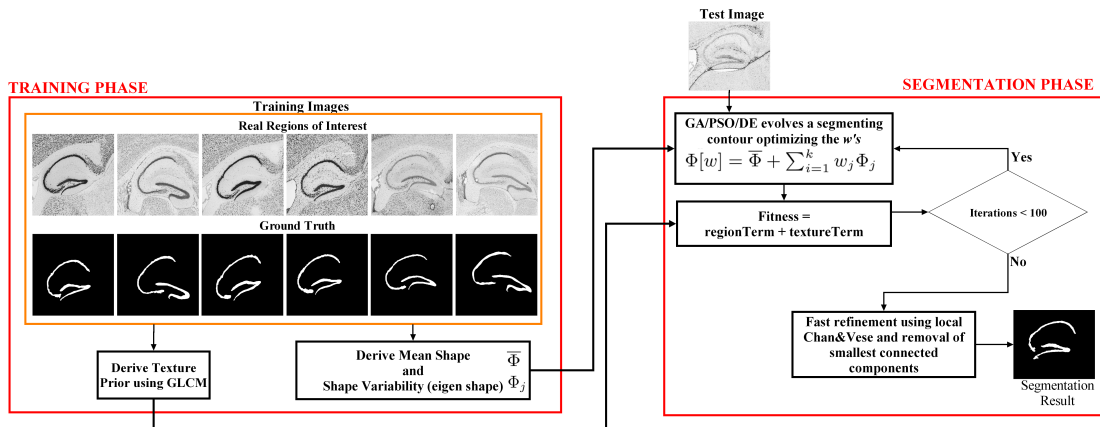 Test Image
TRAINING PHASE
SEGMENTATION PHASE
Training Images
Real Regions of Interest
Ground Truth
Derive Texture
Prior using GLCM
Derive Mean Shape
and
Shape Variability (eigen shape)
Φ̅
Φ_j
GA/PSO/DE evolves a segmenting
contour optimizing the w's
Φ[w] = Φ̅ + ∑_{i=1}^{k} w_jΦ_j
Fitness =
regionTerm + textureTerm
Iterations < 100
Yes
No
Fast refinement using local
Chan&Vese and removal of
smallest connected
components
Segmentation
Result